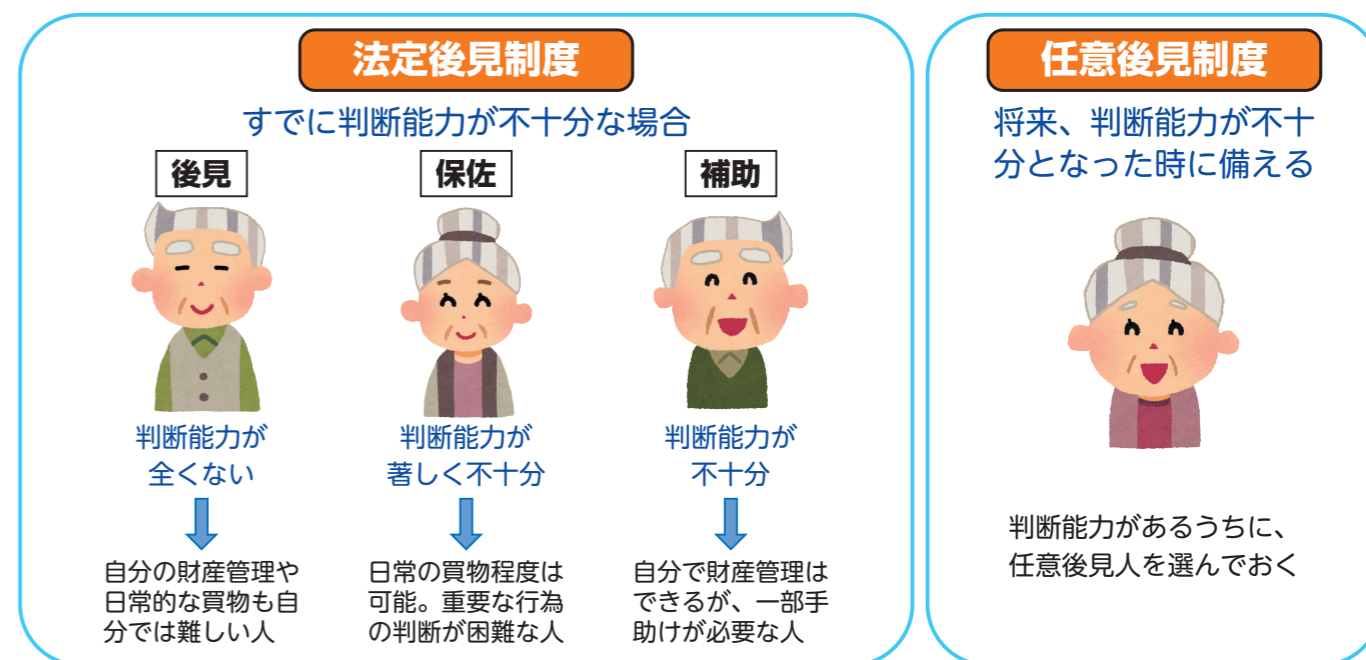 法定後見制度
すでに判断能力が不十分な場合
後見
判断能力が
全くない
自分の財産管理や
日常的な買物も自
分では難しい人
保佐
判断能力が
著しく不十分
日常の買物程度は
可能。重要な行為
の判断が困難な人
補助
判断能力が
不十分
自分で財産管理は
できるが、一部手
助けが必要な人
任意後見制度
将来、判断能力が不十
分となった時に備える
判断能力があるうちに、
任意後見人を選んでおく